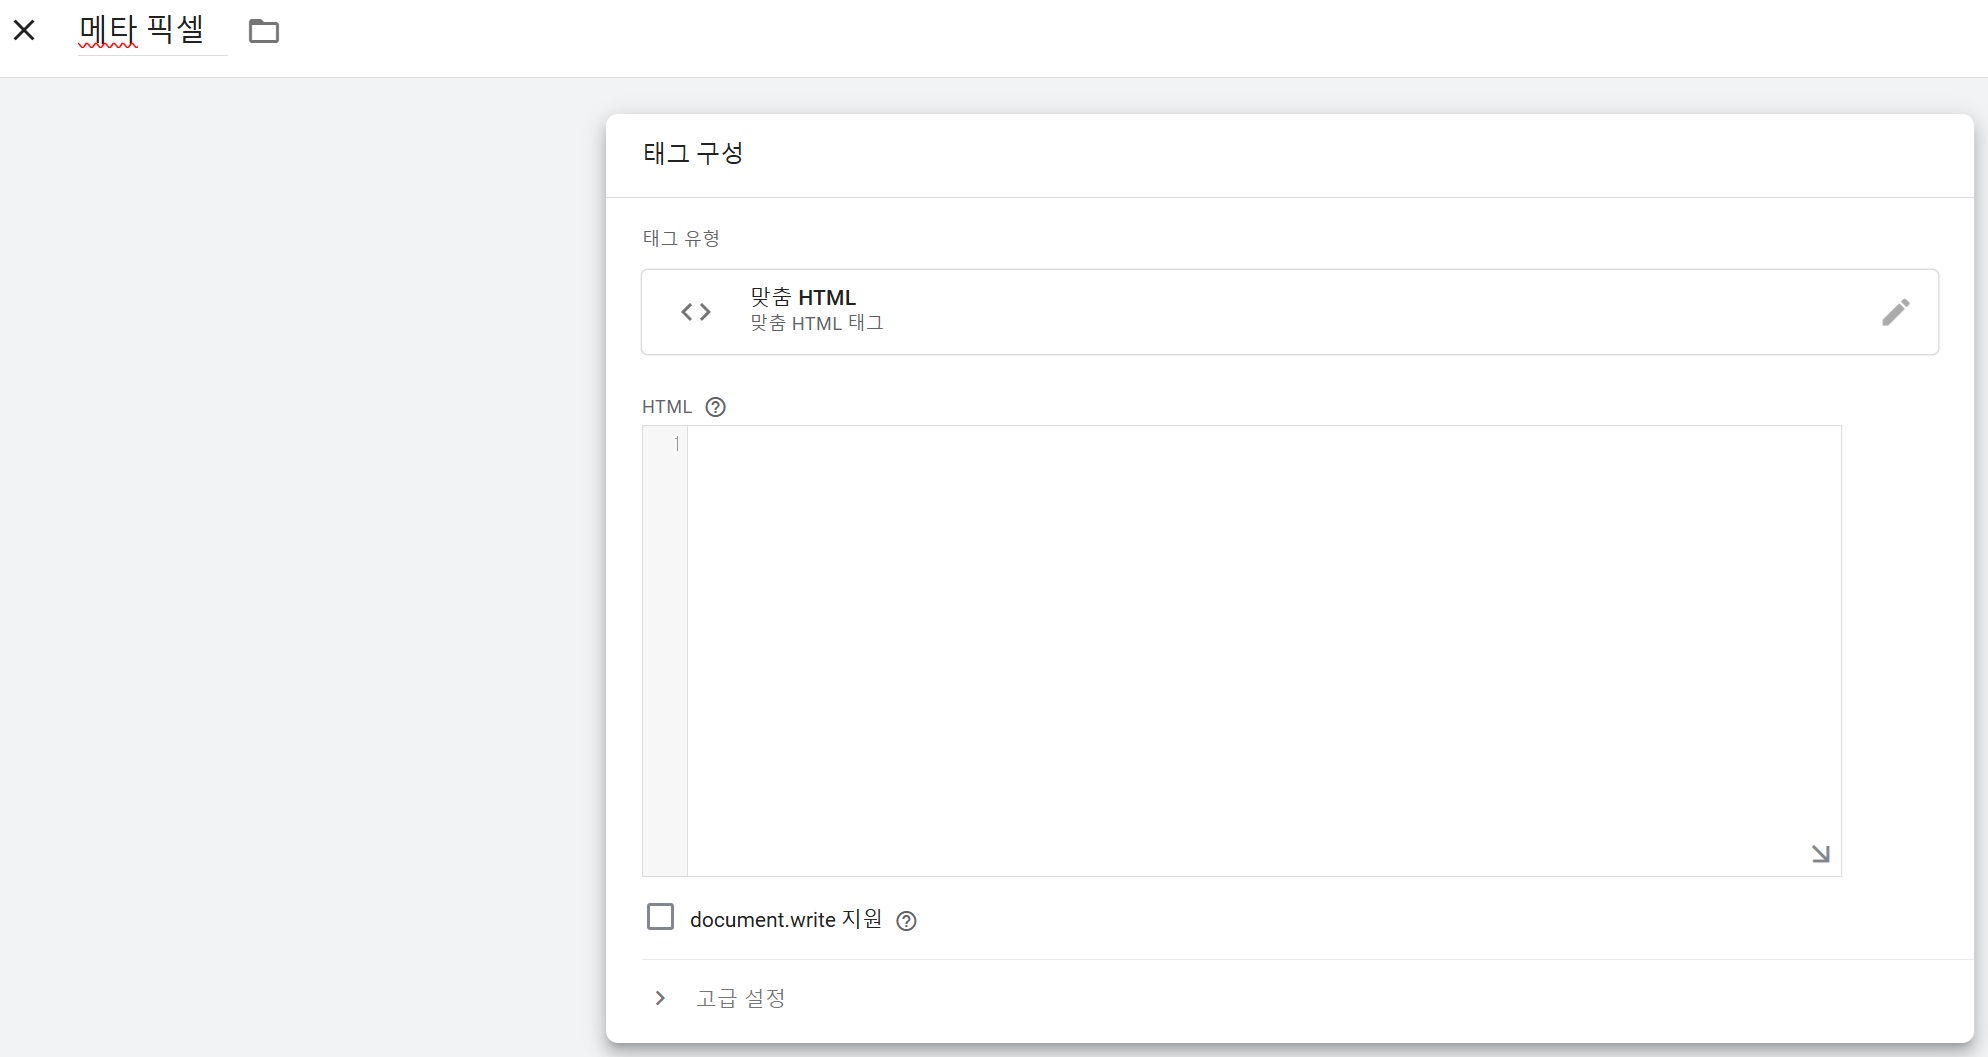 메타 픽셀
태그 구성
태그 유형
맞춤 HTML
맞춤 HTML 태그
HTML
1
document.write 지원
고급 설정